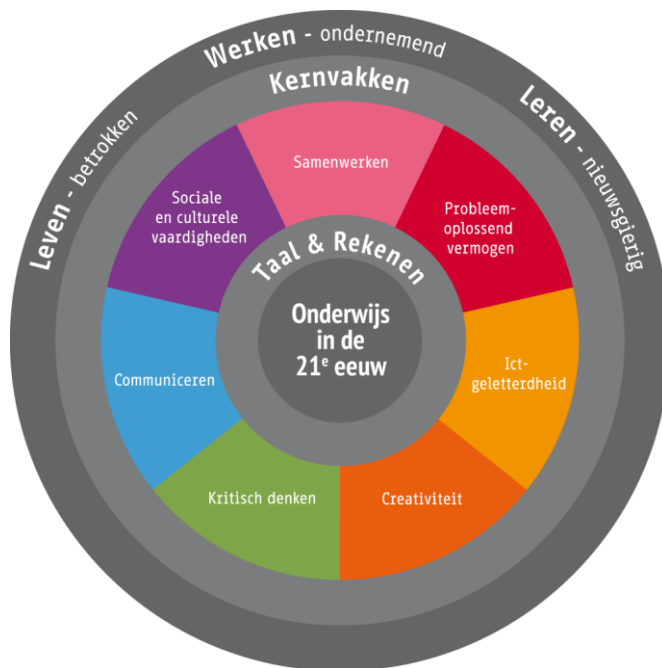 Werken - ondernemend
Leven - betrokken
Leren - nieuwsgierig
Kernvakken
Samenwerken
Sociale
en culturele
vaardigheden
Probleem-
oplossend
vermogen
Taal & Rekenen
Onderwijs
in de
21e eeuw
Communiceren
Ict-
geletterdheid
Kritisch denken
Creativiteit